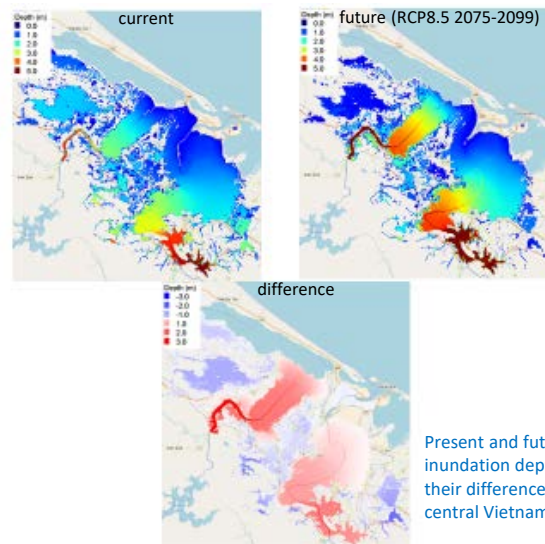 current
future (RCP8.5 2075-2099)
Depth (m)
0.0
1.0
2.0
3.0
4.0
5.0
Depth (m)
0.0
1.0
2.0
3.0
4.0
5.0
difference
Depth (m)
-3.0
-2.0
-1.0
1.0
2.0
3.0
Present and fut
inundation dep
their difference
central Vietnam